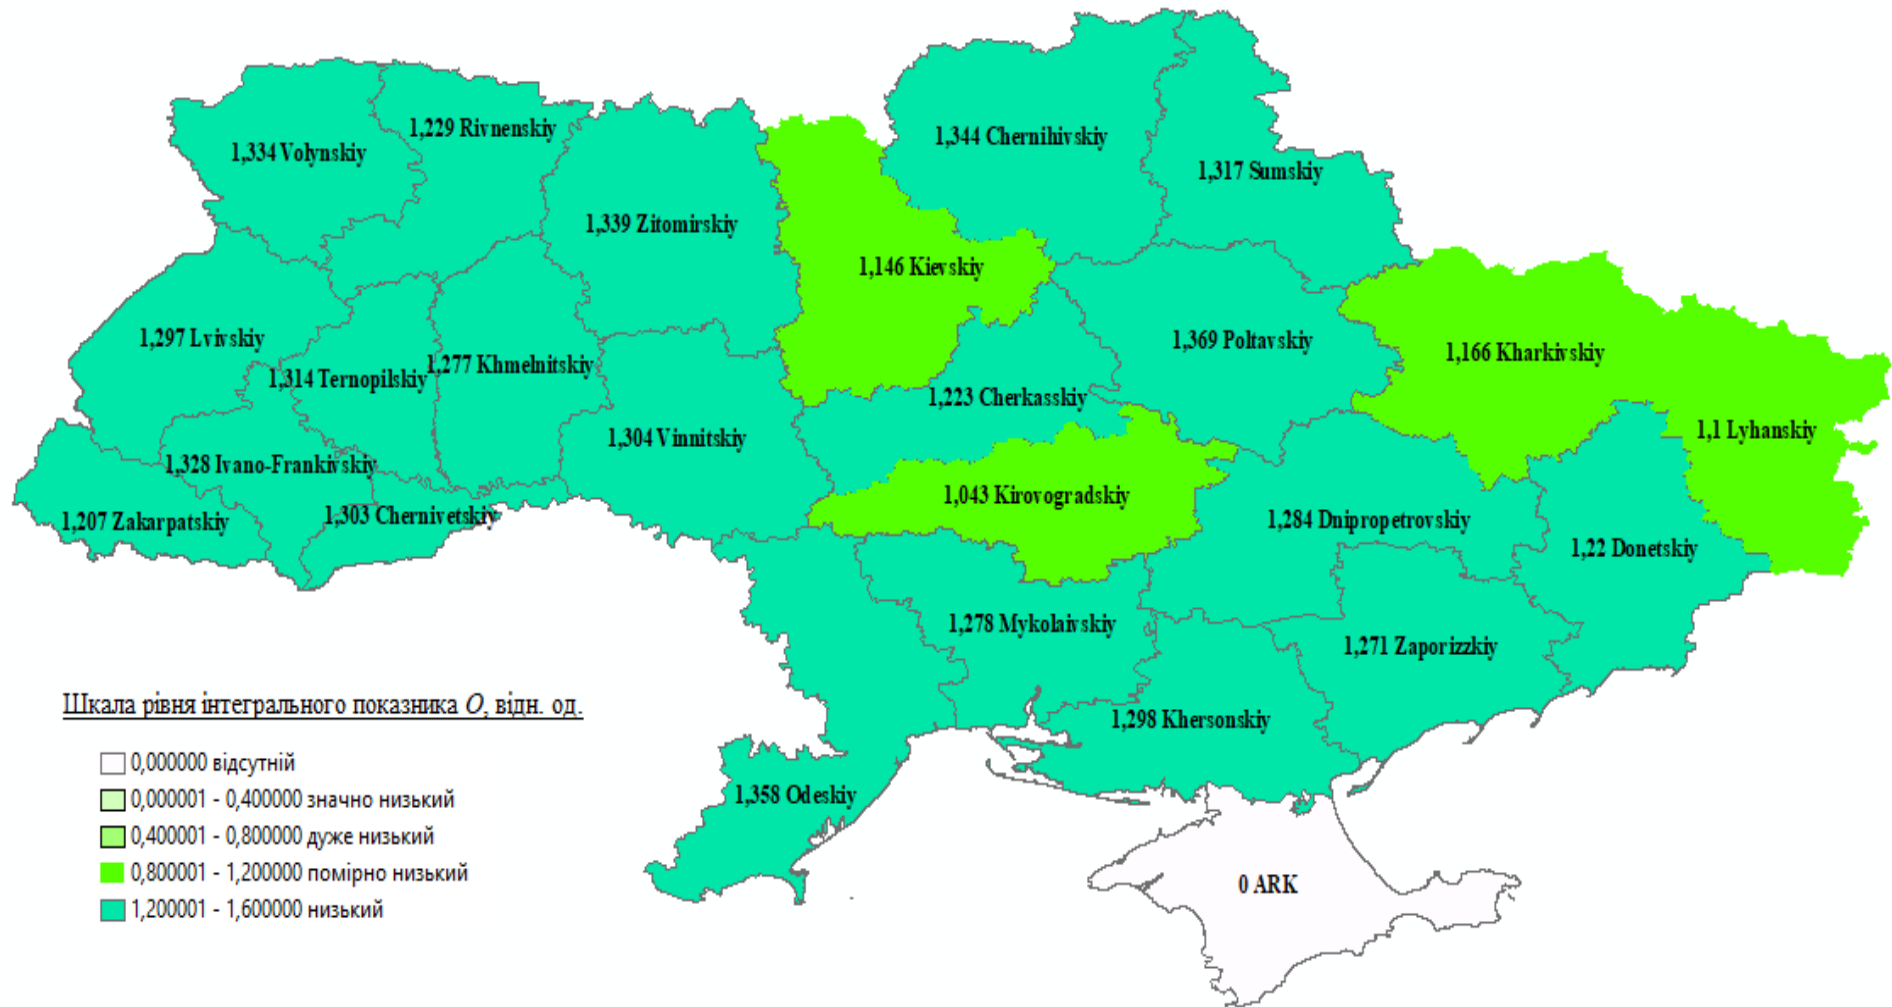 1,344 Chernihivskiy
1,229 Rivnenskiy
1,334 Volynskiy
1,317 Sumskiy
1,339 Zitomirskiy
1,146 Kievskiy
1,297 Lvivskiy
1,369 Poltavskiy
1,166 Kharkivskiy
1,314 Ternopilskiy
1,277 Khmelnitskiy
1,223 Cherkasskiy
1,304 Vinnitskiy
1,1 Lyhanskiy
1,328 Ivano-Frankivskiy
1,043 Kirovogradskiy
1,207 Zakarpatskiy
1,303 Chernivetskiy
1,284 Dnipropetrovskiy
1,22 Donetskiy
1,278 Mykolaivskiy
1,271 Zaporizzkiy
1,298 Khersonskiy
1,358 Odeskiy
0 ARK
Шкала рівня інтегрального показника О, відн. од.
0,000000 відсутній
0,000001 - 0,400000 значно низький
0,400001 - 0,800000 дуже низький
0,800001 - 1,200000 помірно низький
1,200001 - 1,600000 низький